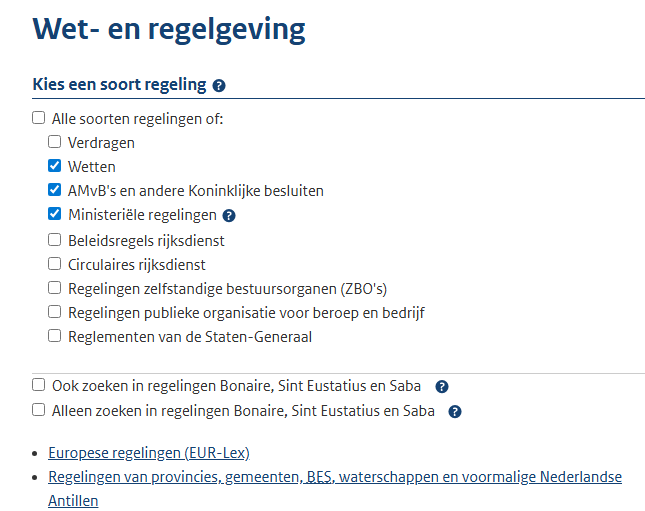 Wet- en regelgeving
Kies een soort regeling ?
Alle soorten regelingen of:
Verdragen
Wetten
AMvB's en andere Koninklijke besluiten
Ministeriële regelingen ?
Beleidsregels rijksdienst
Circulaires rijksdienst
Regelingen zelfstandige bestuursorganen (ZBO's)
Regelingen publieke organisatie voor beroep en bedrijf
Reglementen van de Staten-Generaal
Ook zoeken in regelingen Bonaire, Sint Eustatius en Saba ?
Alleen zoeken in regelingen Bonaire, Sint Eustatius en Saba ?
• Europese regelingen (EUR-Lex)
• Regelingen van provincies, gemeenten, BES, waterschappen en voormalige Nederlandse
Antillen